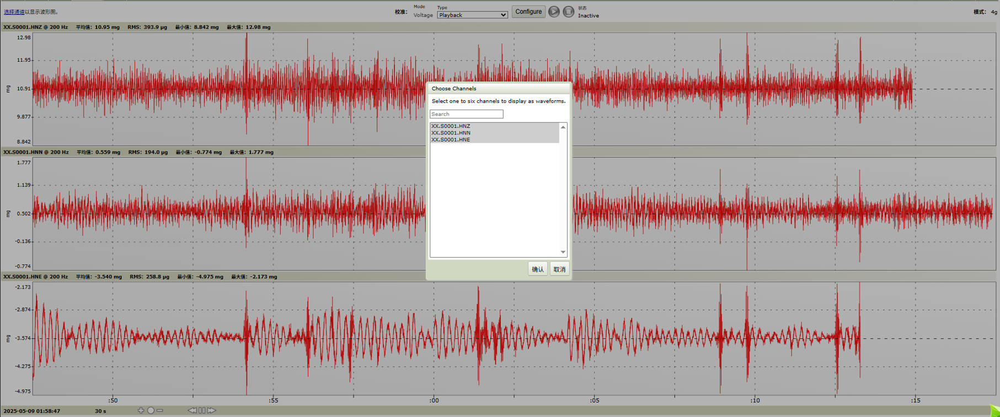 选择通道以显示波形图。
校准:
Mode
Voltage
Type
Playback
Configure
状态
Inactive
模式: 4g
XX.S0001.HNZ @ 200 Hz 平均值: 10.95 mg RMS: 393.9 µg 最小值: 8.842 mg 最大值: 12.98 mg
12.98
11.95
10.91
9.877
8.842
mg
XX.S0001.HNN @ 200 Hz 平均值: 0.559 mg RMS: 194.0 µg 最小值: -0.774 mg 最大值: 1.777 mg
1.777
1.139
0.502
-0.136
-0.774
mg
XX.S0001.HNE @ 200 Hz 平均值: -3.540 mg RMS: 258.8 µg 最小值: -4.975 mg 最大值: -2.173 mg
-2.173
-2.874
-3.574
-4.275
-4.975
mg
:50 :55 :00 :05 :10 :15
2025-05-09 01:58:47 30 s
Choose Channels
Select one to six channels to display as waveforms.
Search
XX.S0001.HNZ
XX.S0001.HNN
XX.S0001.HNE
确认 取消